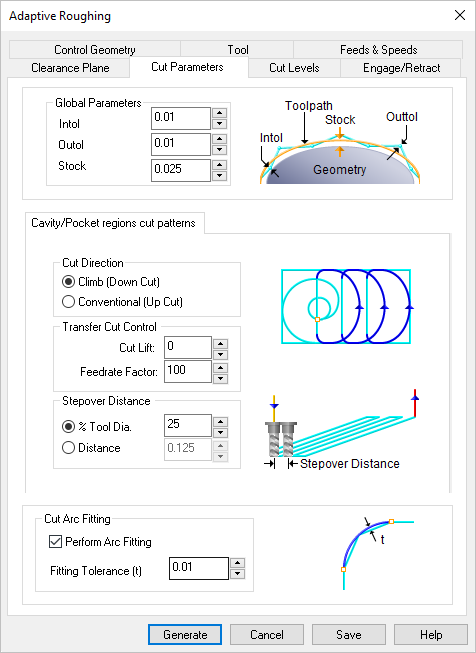 Adaptive Roughing
Control Geometry Tool Feeds & Speeds
Clearance Plane Cut Parameters Cut Levels Engage/Retract
Global Parameters
Intol 0.01
Outol 0.01
Stock 0.025
Toolpath
Stock
Outtol
Intol
Geometry
Cavity/Pocket regions cut patterns
Cut Direction
Climb (Down Cut)
Conventional (Up Cut)
Transfer Cut Control
Cut Lift: 0
Feedrate Factor: 100
Stepover Distance
% Tool Dia. 25
Distance 0.125
Stepover Distance
Cut Arc Fitting
Perform Arc Fitting
Fitting Tolerance (t) 0.01
t
Generate Cancel Save Help